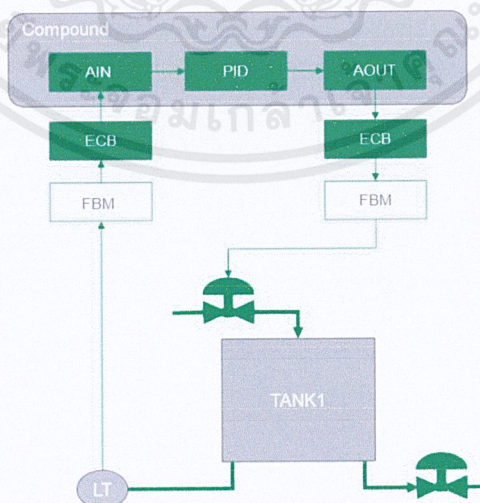 Compound
AIN
PID
AOUT
ECB
ECB
FBM
FBM
TANK1
LT